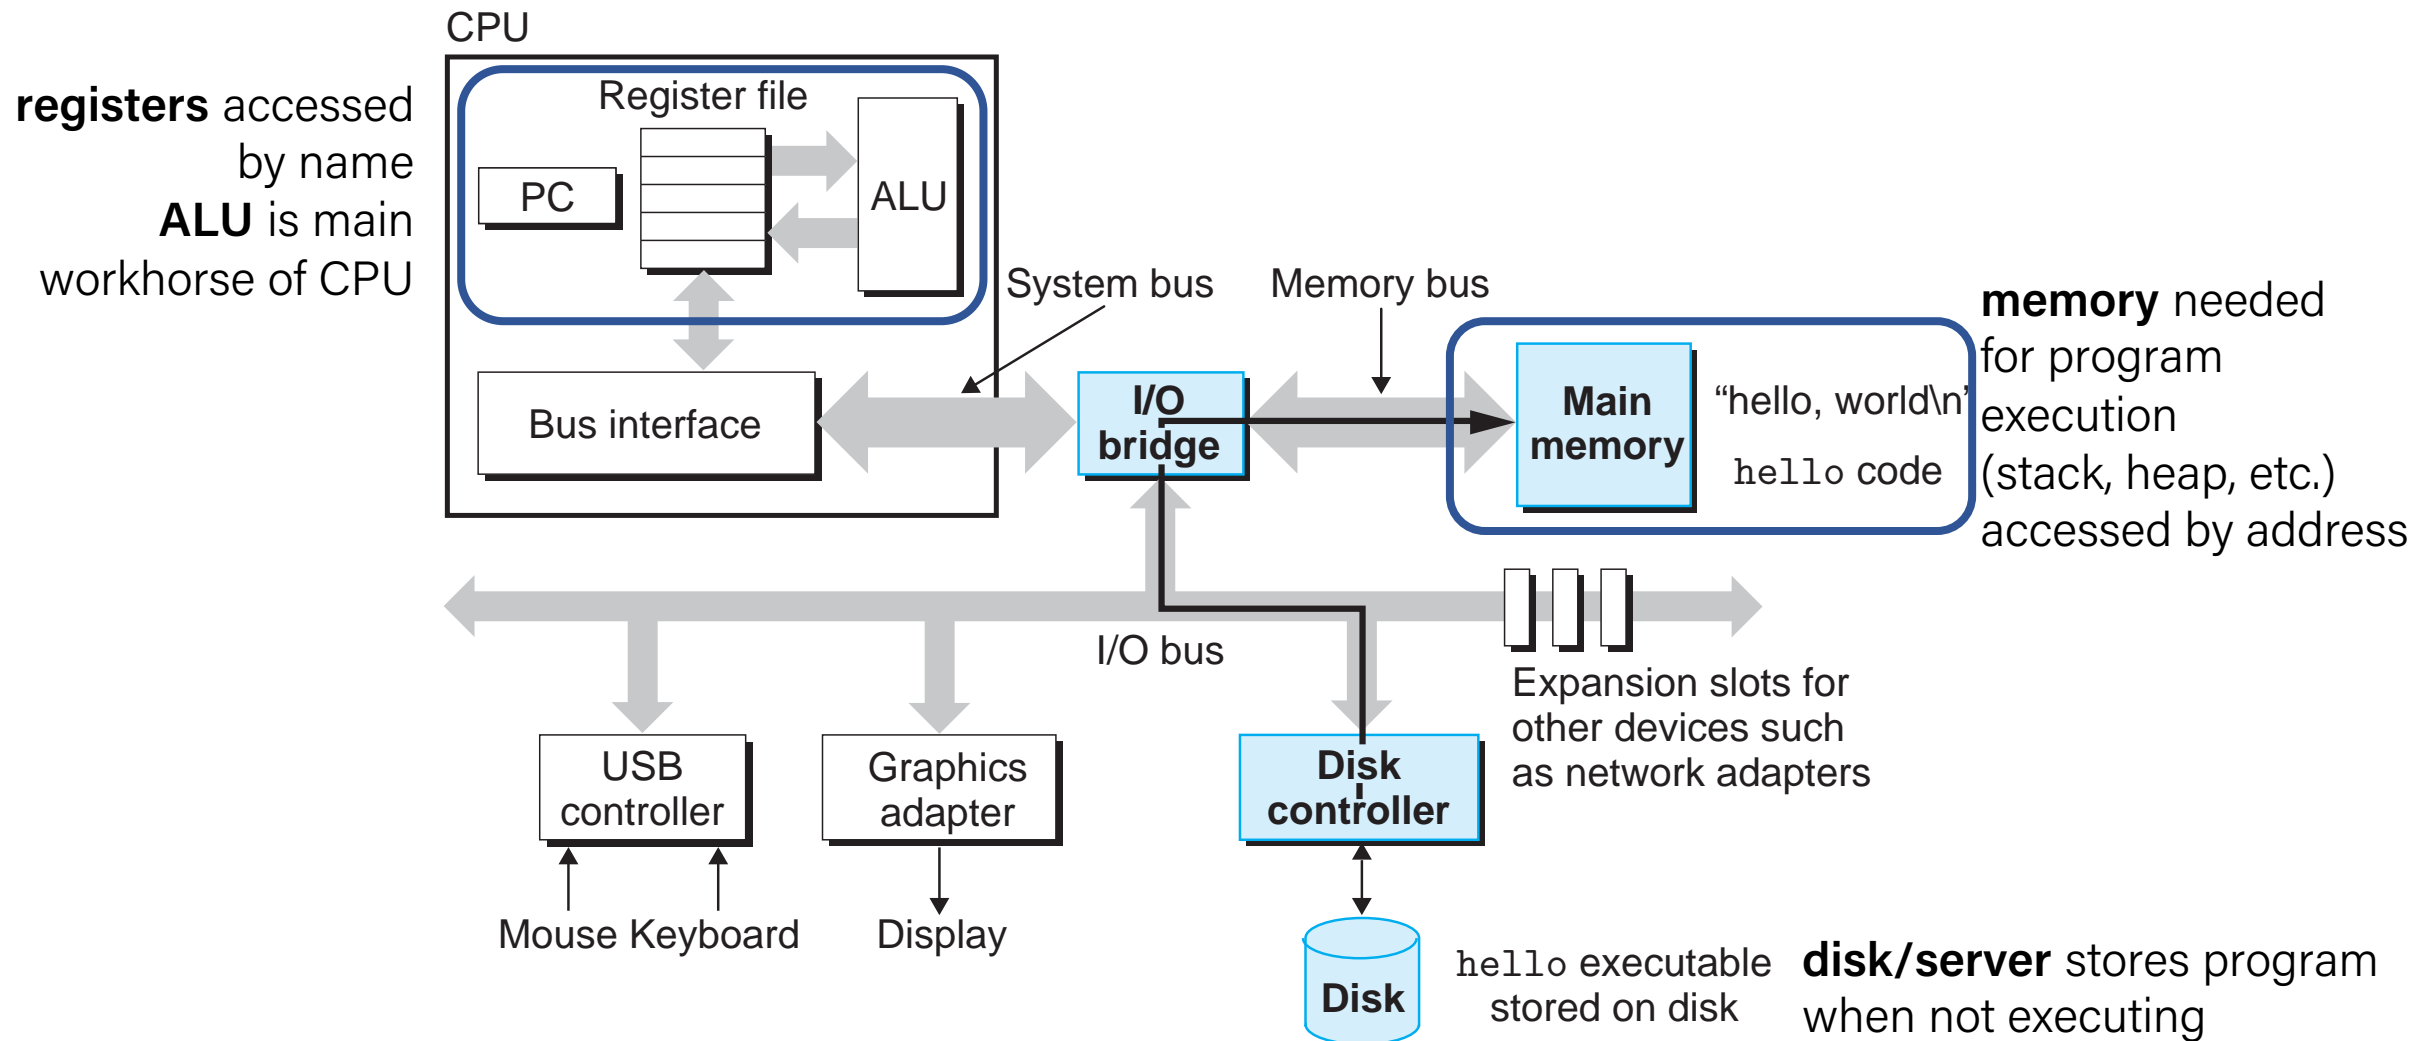 CPU
registers accessed
by name
ALU is main
workhorse of CPU
Register file
PC
ALU
System bus
Memory bus
Bus interface
I/O
bridge
Main
memory
“hello, world\n”
hello code
memory needed
for program
execution
(stack, heap, etc.)
accessed by address
I/O bus
Expansion slots for
other devices such
as network adapters
USB
controller
Graphics
adapter
Disk
controller
Mouse Keyboard
Display
Disk
hello executable
stored on disk
disk/server stores program
when not executing